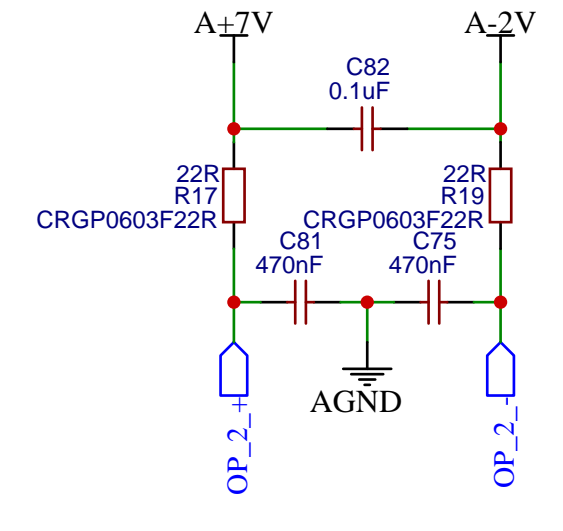 A+7V
A-2V
C82
0.1uF
22R
R17
CRGP0603F22R
22R
R19
CRGP0603F22R
C81
470nF
C75
470nF
AGND
OP_2_+
OP_2_-